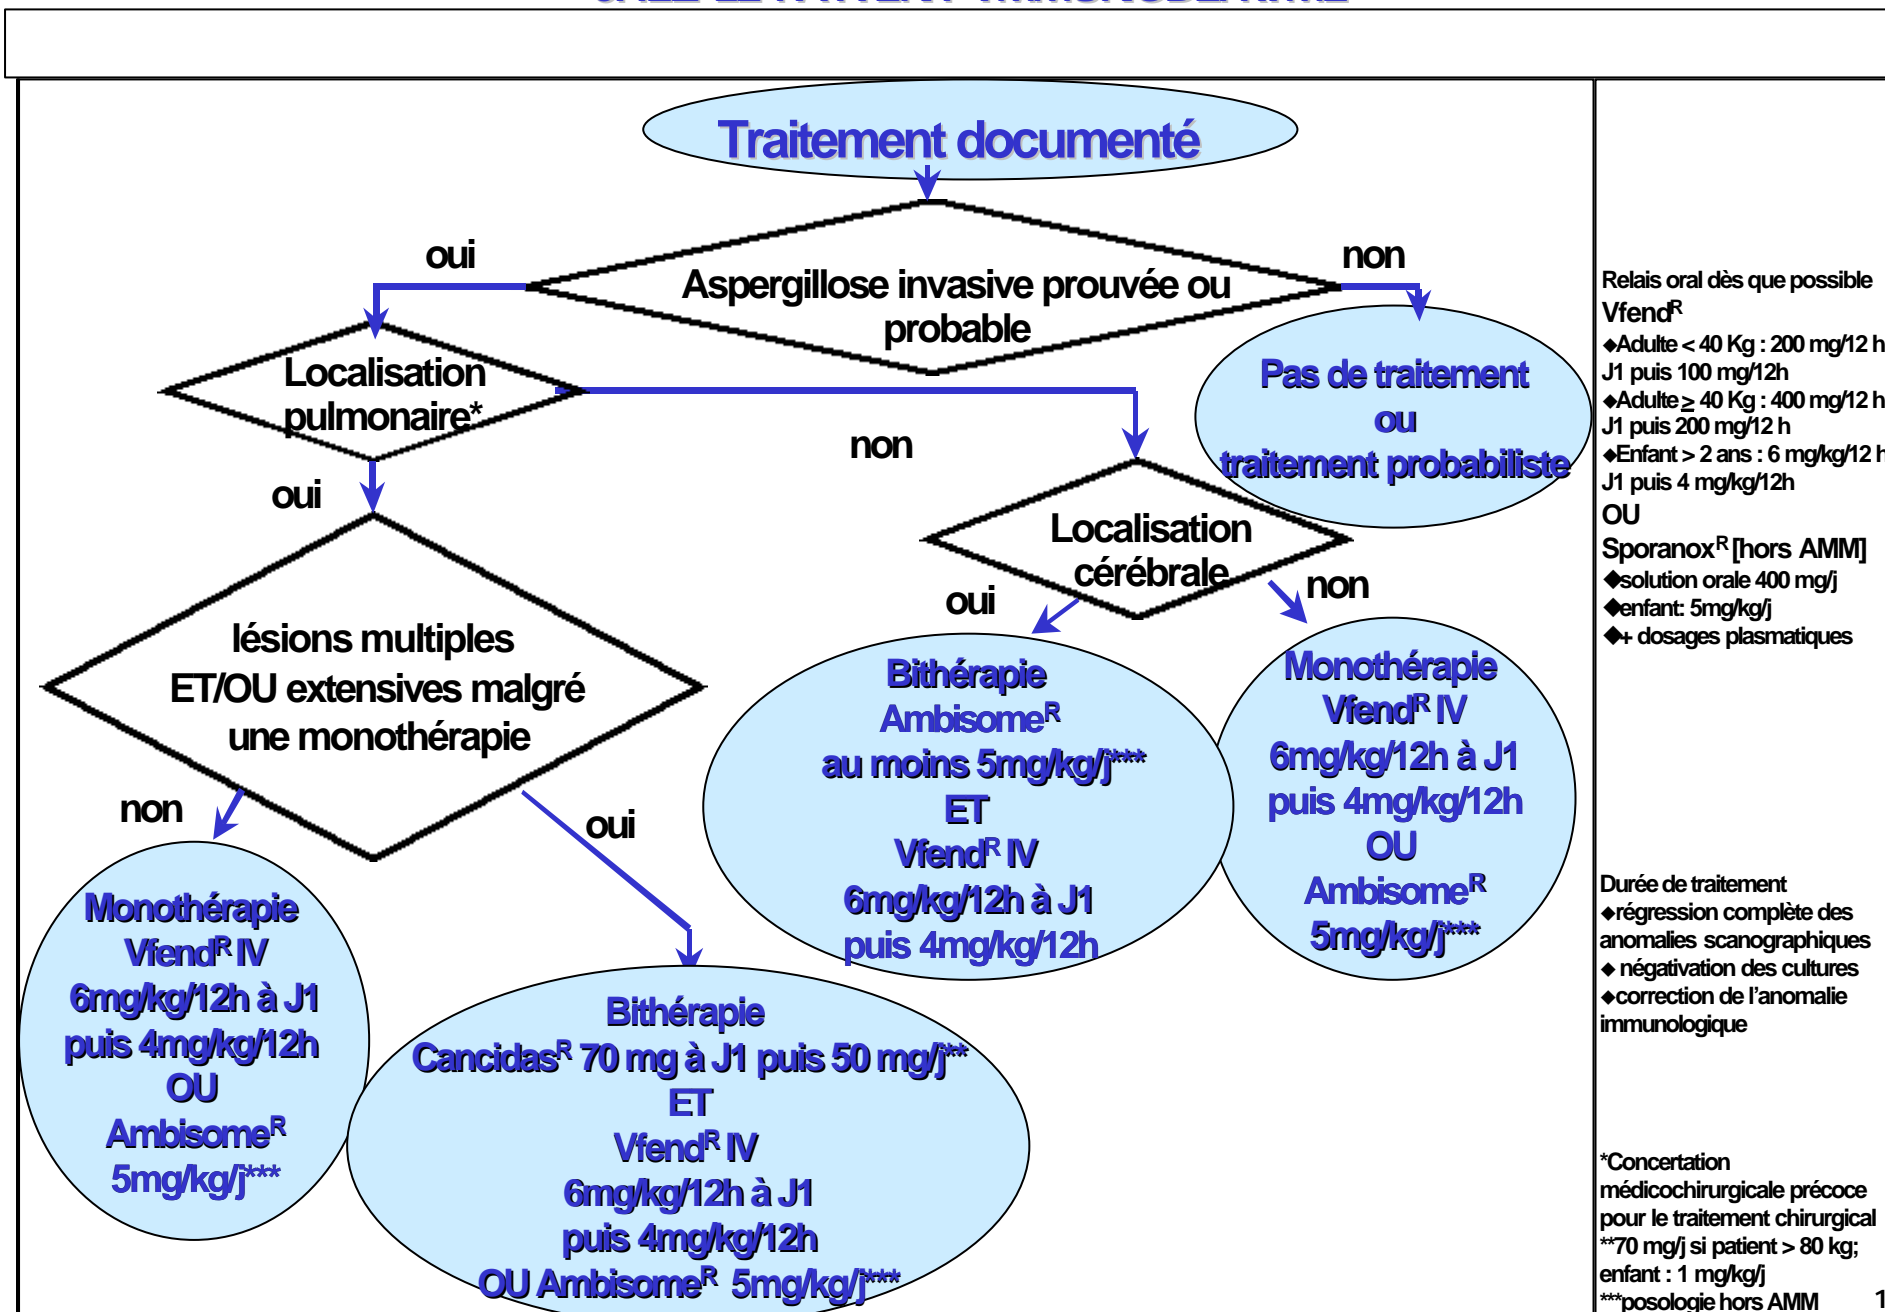 CHEZ LE PATIENT IMMUNODEPRIME
Traitement documenté
oui
non
Aspergillose invasive prouvée ou
probable
Localisation
pulmonaire*
Pas de traitement
ou
traitement probabiliste
non
oui
Localisation
cérébrale
oui
non
lésions multiples
ET/OU extensives malgré
une monothérapie
non
oui
Bithérapie
Ambisomeᴿ
au moins 5mg/kg/j***
ET
Vfendᴿ IV
6mg/kg/12h à J1
puis 4mg/kg/12h
Monothérapie
Vfendᴿ IV
6mg/kg/12h à J1
puis 4mg/kg/12h
OU
Ambisomeᴿ
5mg/kg/j***
Monothérapie
Vfendᴿ IV
6mg/kg/12h à J1
puis 4mg/kg/12h
OU
Ambisomeᴿ
5mg/kg/j***
Bithérapie
Cancidasᴿ 70 mg à J1 puis 50 mg/j**
ET
Vfendᴿ IV
6mg/kg/12h à J1
puis 4mg/kg/12h
OU Ambisomeᴿ 5mg/kg/j***
Relais oral dès que possible
Vfendᴿ
◆Adulte < 40 Kg : 200 mg/12 h
J1 puis 100 mg/12h
◆Adulte ≥ 40 Kg : 400 mg/12 h
J1 puis 200 mg/12 h
◆Enfant > 2 ans : 6 mg/kg/12 h
J1 puis 4 mg/kg/12h
OU
Sporanoxᴿ [hors AMM]
◆solution orale 400 mg/j
◆enfant: 5mg/kg/j
◆+ dosages plasmatiques
Durée de traitement
◆régression complète des
anomalies scanographiques
◆ négativation des cultures
◆correction de l'anomalie
immunologique
*Concertation
médicochirurgicale précoce
pour le traitement chirurgical
**70 mg/j si patient > 80 kg;
enfant : 1 mg/kg/j
***posologie hors AMM
1